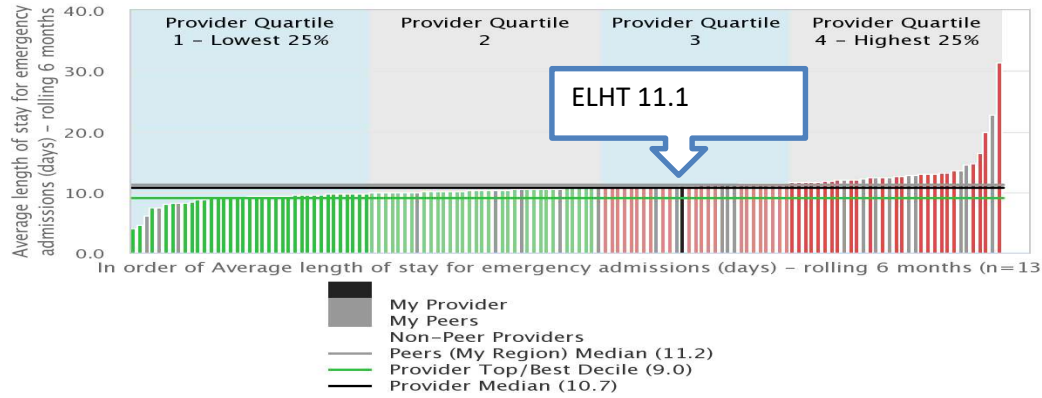 Average length of stay for emergency
admissions (days) – rolling 6 months
40.0
30.0
20.0
10.0
0.0
Provider Quartile
1 – Lowest 25%
Provider Quartile
2
Provider Quartile
3
Provider Quartile
4 – Highest 25%
ELHT 11.1
In order of Average length of stay for emergency admissions (days) – rolling 6 months (n=13
My Provider
My Peers
Non–Peer Providers
Peers (My Region) Median (11.2)
Provider Top/Best Decile (9.0)
Provider Median (10.7)